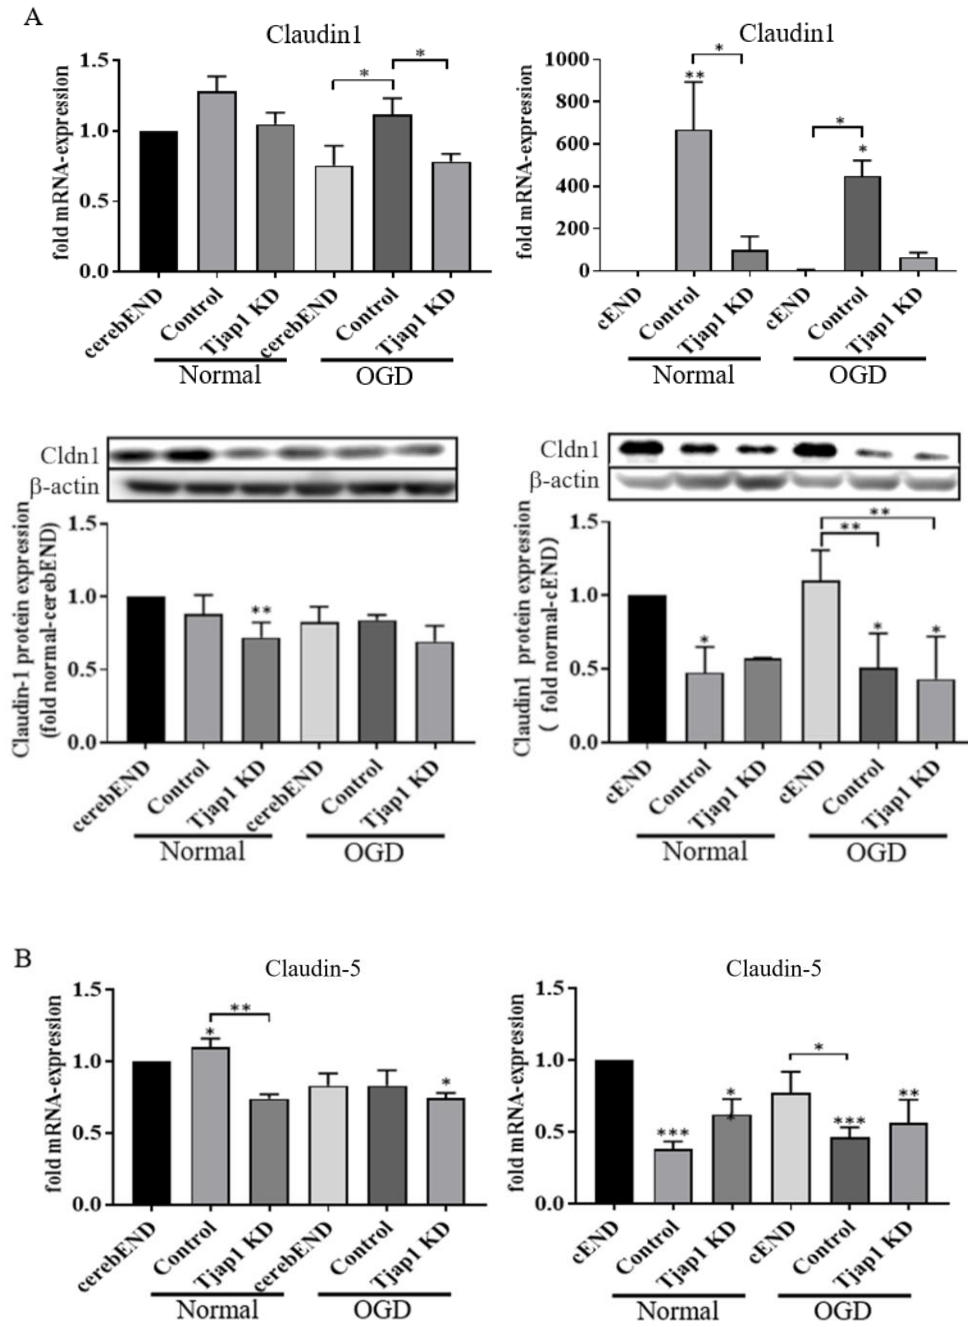 A
Claudin1
fold mRNA-expression
1.5
1.0
0.5
0.0
*
*
cerebEND
Control
Tjap1 KD
cerebEND
Control
Tjap1 KD
Normal
OGD
Claudin1
fold mRNA-expression
1000
800
600
400
200
0
**
*
*
*
cEND
Control
Tjap1 KD
cEND
Control
Tjap1 KD
Normal
OGD
Cldn1
β-actin
Claudin-1 protein expression
(fold normal-cerebEND)
1.5
1.0
0.5
0.0
**
cerebEND
Control
Tjap1 KD
cerebEND
Control
Tjap1 KD
Normal
OGD
Cldn1
β-actin
Claudin1 protein expression
( fold normal-cEND)
1.5
1.0
0.5
0.0
*
**
**
*
*
cEND
Control
Tjap1 KD
cEND
Control
Tjap1 KD
Normal
OGD
B
Claudin-5
fold mRNA-expression
1.5
1.0
0.5
0.0
*
**
*
cerebEND
Control
Tjap1 KD
cerebEND
Control
Tjap1 KD
Normal
OGD
Claudin-5
fold mRNA-expression
1.5
1.0
0.5
0.0
***
*
*
*
***
**
cEND
Control
Tjap1 KD
cEND
Control
Tjap1 KD
Normal
OGD